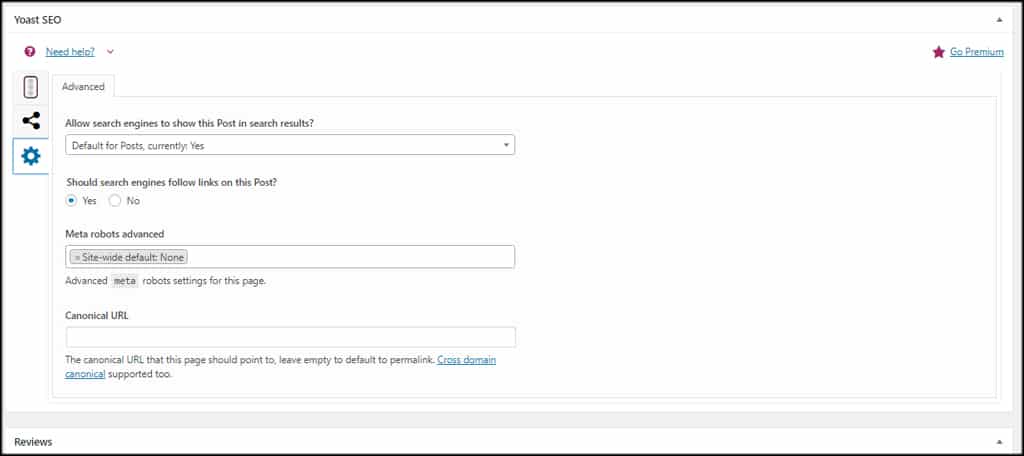 Yoast SEO
Need help?
Go Premium
Advanced
Allow search engines to show this Post in search results?
Default for Posts, currently: Yes
Should search engines follow links on this Post?
Yes No
Meta robots advanced
× Site-wide default: None
Advanced meta robots settings for this page.
Canonical URL
The canonical URL that this page should point to, leave empty to default to permalink. Cross domain
canonical supported too.
Reviews